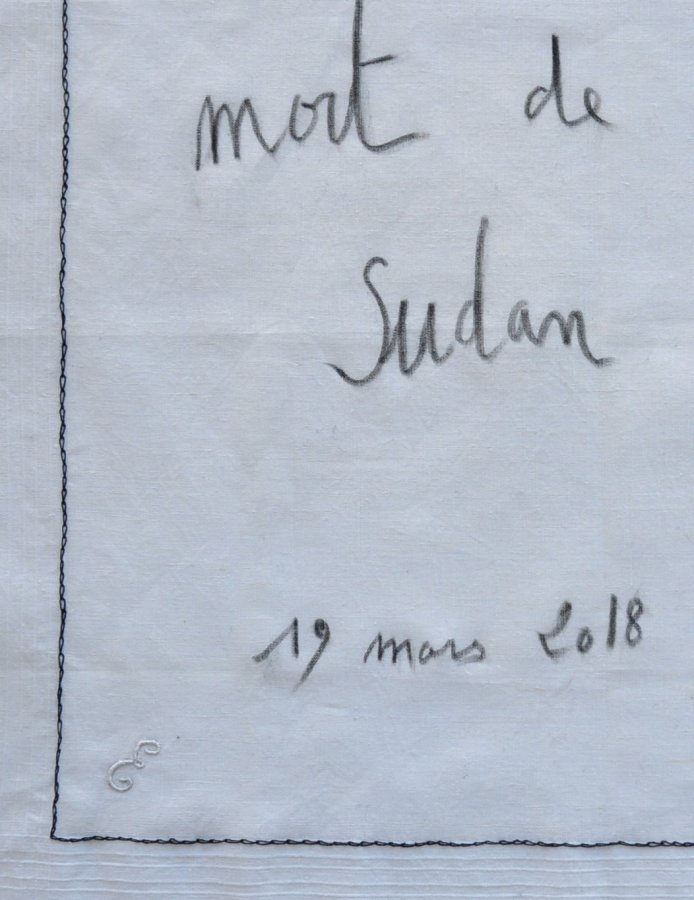 mort de
Sudan
19 mars 2018